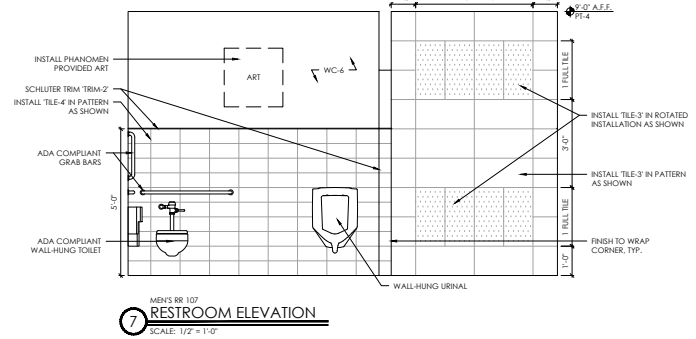 9'-0" A.F.F.
PT-4
INSTALL PHANOMEN
PROVIDED ART
ART
WC-6
SCHLUTER TRIM 'TRIM-2'
INSTALL 'TILE-4' IN PATTERN
AS SHOWN
ADA COMPLIANT
GRAB BARS
5'-0"
ADA COMPLIANT
WALL-HUNG TOILET
1 FULL TILE
INSTALL 'TILE-3' IN ROTATED
INSTALLATION AS SHOWN
3'-0"
INSTALL 'TILE-3' IN PATTERN
AS SHOWN
1 FULL TILE
FINISH TO WRAP
CORNER, TYP.
1'-0"
WALL-HUNG URINAL
MEN'S RR 107
7 RESTROOM ELEVATION
SCALE: 1/2" = 1'-0"